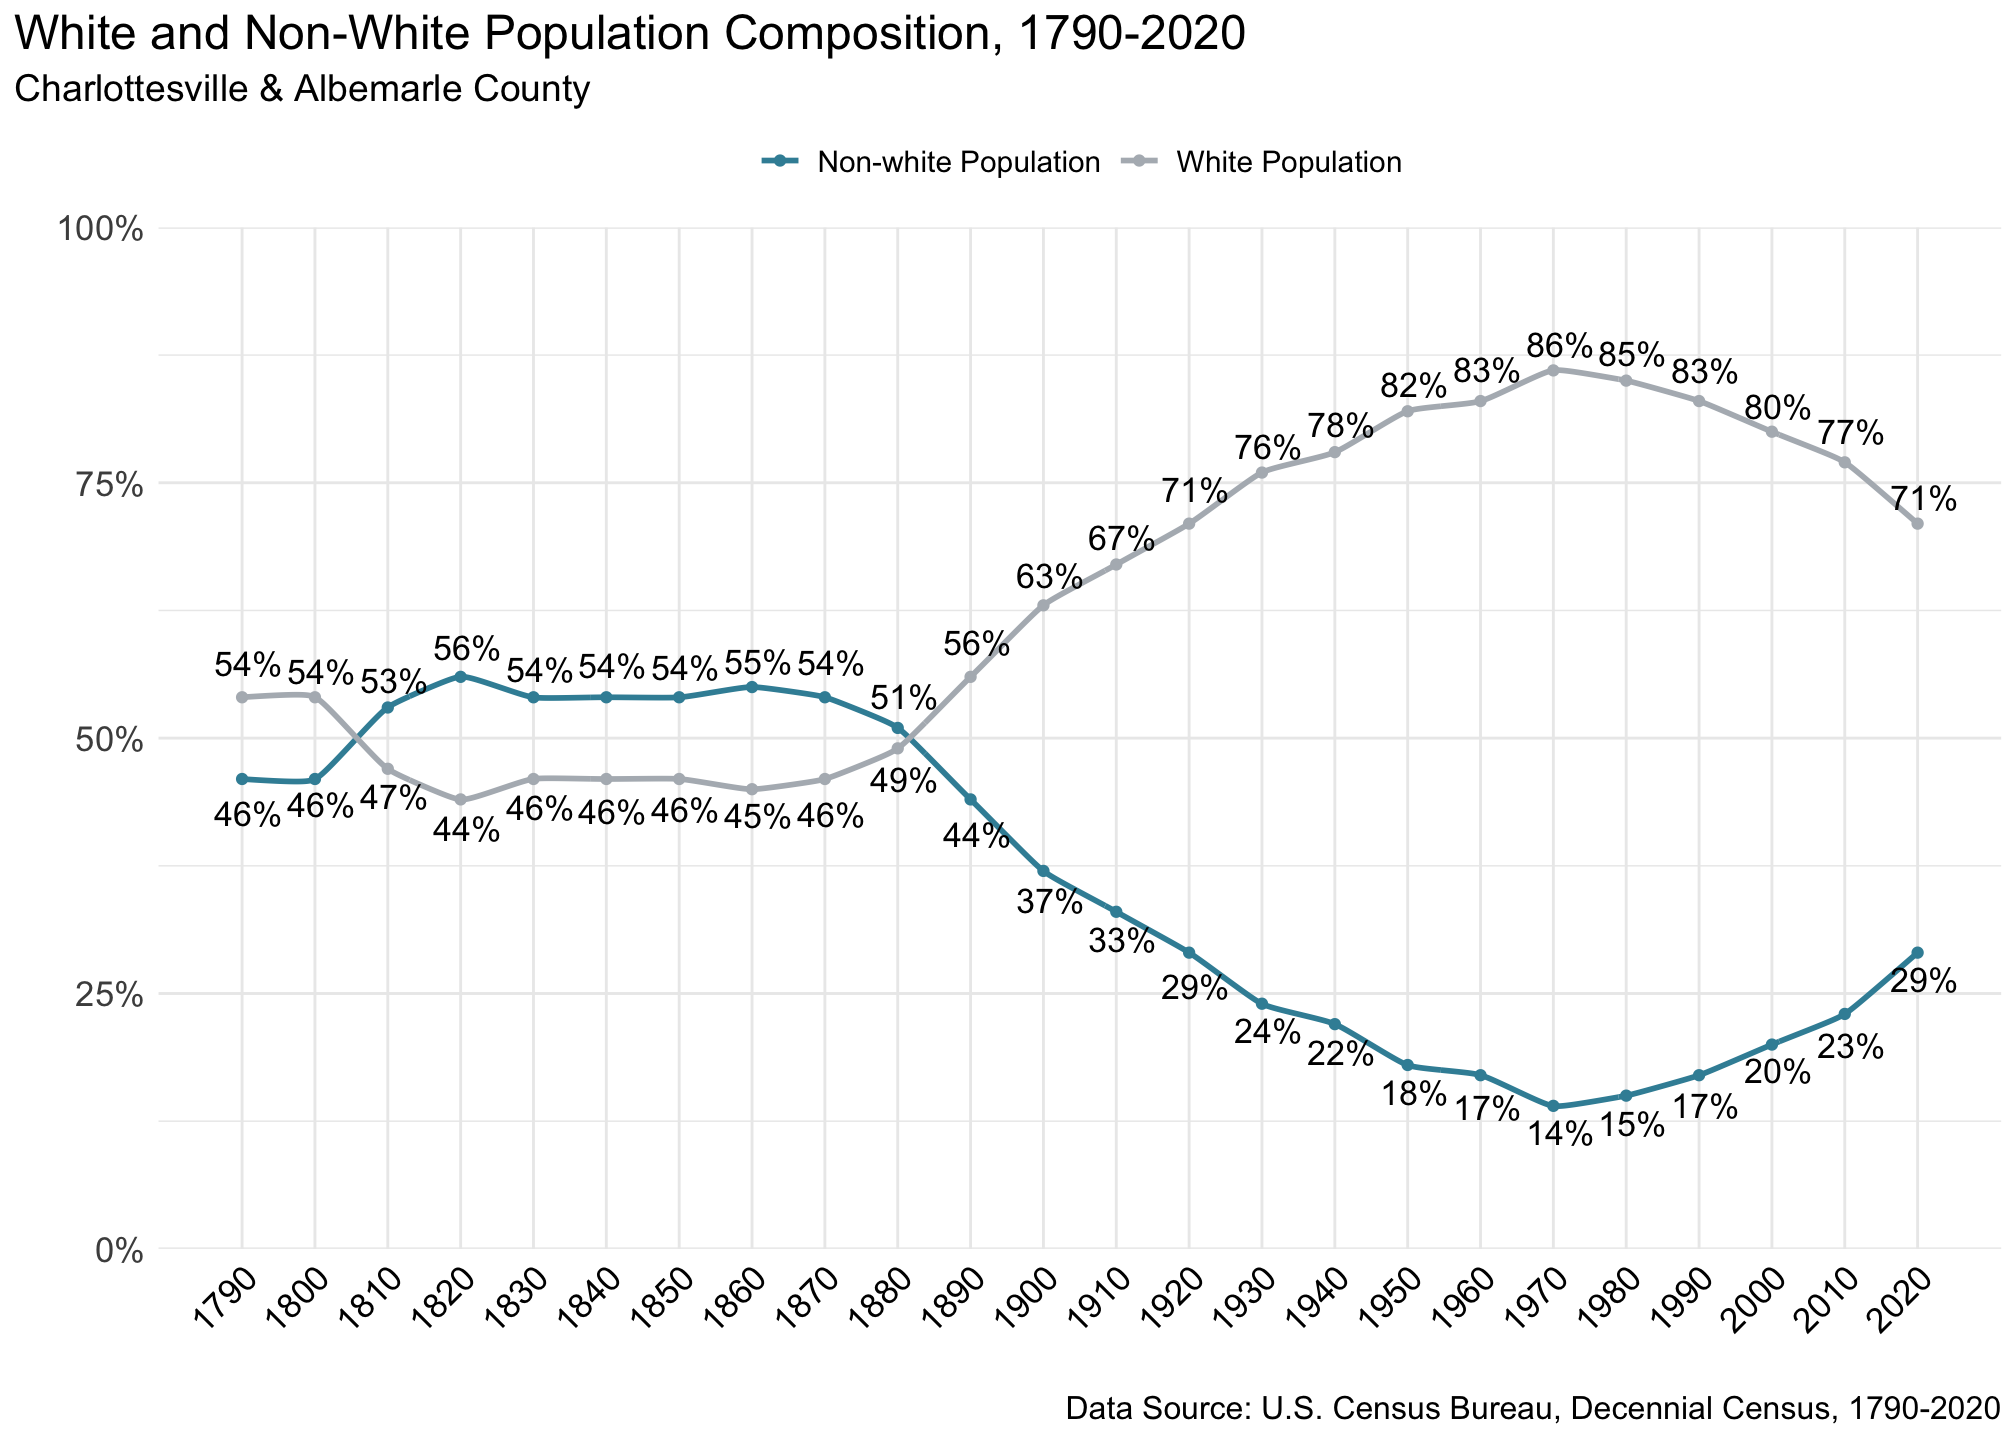 White and Non-White Population Composition, 1790-2020
Charlottesville & Albemarle County
Non-white Population White Population
100%
75%
50%
25%
0%
54% 54% 53% 56% 54% 54% 54% 55% 54% 51% 56% 63% 67% 71% 76% 78% 82% 83% 86% 85% 83% 80% 77% 71%
46% 46% 47% 44% 46% 46% 46% 45% 46% 49% 44% 37% 33% 29% 24% 22% 18% 17% 14% 15% 17% 20% 23% 29%
1790 1800 1810 1820 1830 1840 1850 1860 1870 1880 1890 1900 1910 1920 1930 1940 1950 1960 1970 1980 1990 2000 2010 2020
Data Source: U.S. Census Bureau, Decennial Census, 1790-2020